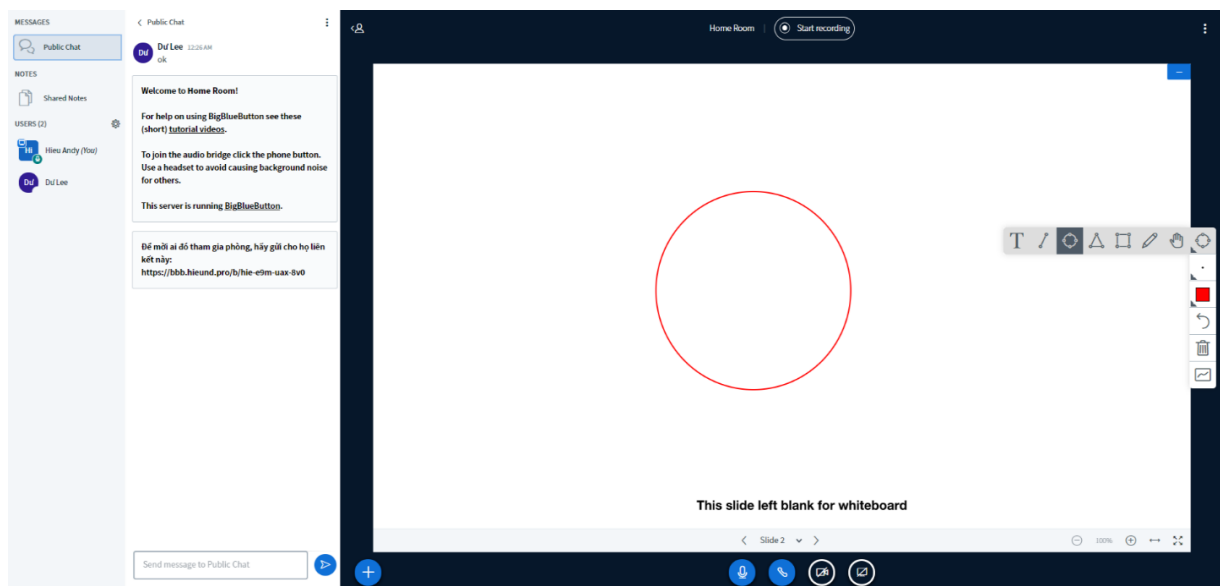 MESSAGES
Public Chat
NOTES
Shared Notes
USERS (2)
Hi
Hieu Andy (You)
Dư
Dư Lee
Public Chat
Dư
Dư Lee 12:26 AM
ok
Welcome to Home Room!
For help on using BigBlueButton see these
(short) tutorial videos.
To join the audio bridge click the phone button.
Use a headset to avoid causing background noise
for others.
This server is running BigBlueButton.
Để mời ai đó tham gia phòng, hãy gửi cho họ liên
kết này:
https://bbb.hieund.pro/b/hie-e9m-uax-8v0
Send message to Public Chat
Home Room
Start recording
T
This slide left blank for whiteboard
Slide 2
100%